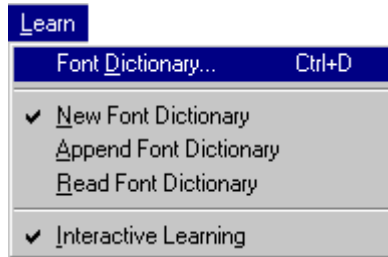 Learn
Font Dictionary... Ctrl+D
New Font Dictionary
Append Font Dictionary
Read Font Dictionary
Interactive Learning